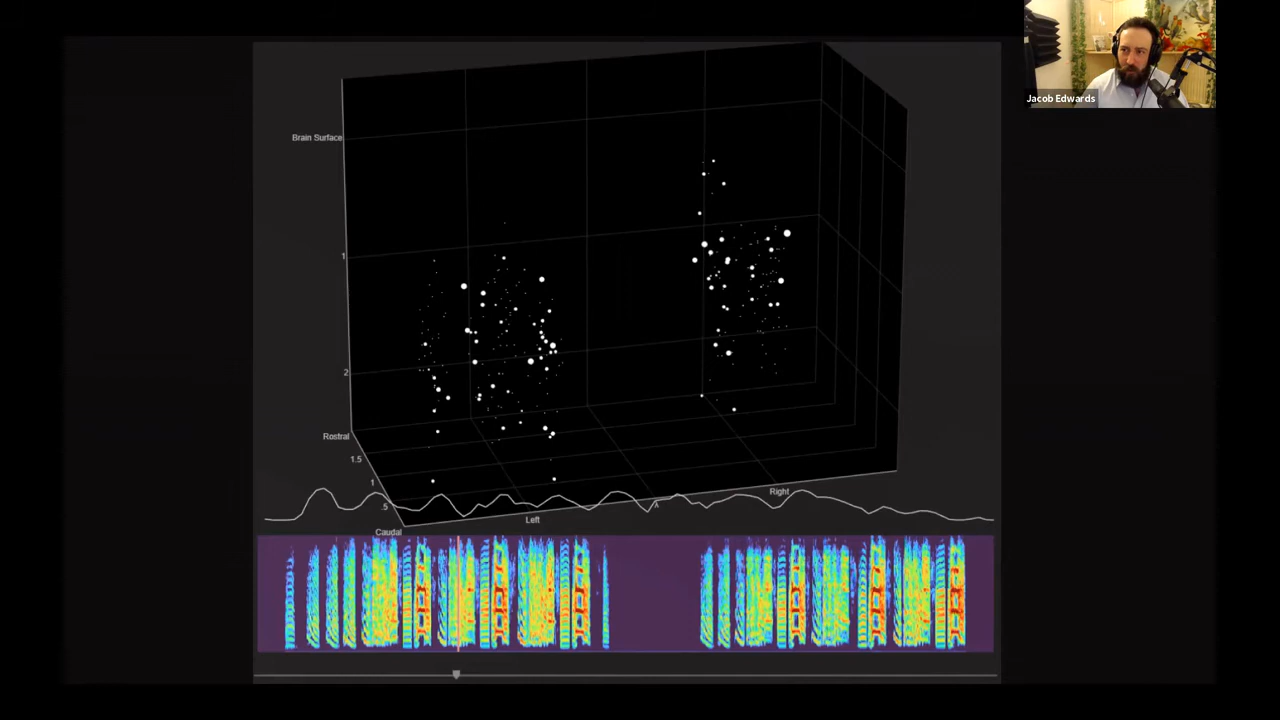 Jacob Edwards
Brain Surface
1
2
Rostral
1.5
1
.5
Caudal
Left
Right